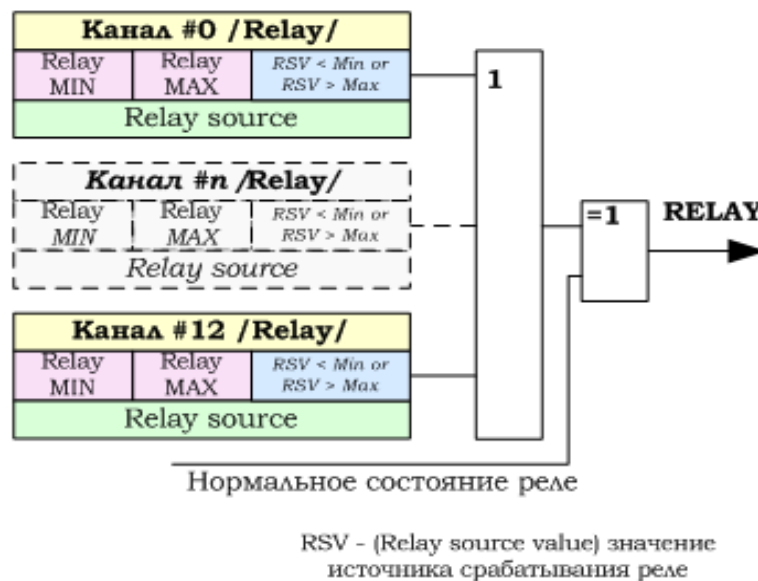 Канал #0 /Relay/
Relay MIN
Relay MAX
RSV < Min or
RSV > Max
Relay source
1
Канал #n /Relay/
Relay MIN
Relay MAX
RSV < Min or
RSV > Max
Relay source
=1
RELAY
Канал #12 /Relay/
Relay MIN
Relay MAX
RSV < Min or
RSV > Max
Relay source
Нормальное состояние реле
RSV - (Relay source value) значение
источника срабатывания реле